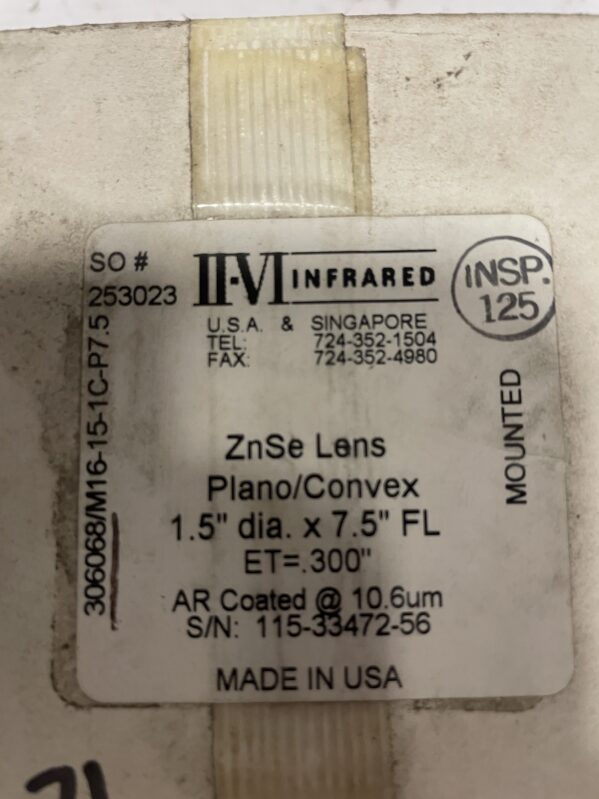 SO #
253023
II-VI INFRARED
INSP.
125
U.S.A. & SINGAPORE
TEL: 724-352-1504
FAX: 724-352-4980
306068/M16-15-1C-P7.5
MOUNTED
ZnSe Lens
Plano/Convex
1.5" dia. x 7.5" FL
ET=.300"
AR Coated @ 10.6um
S/N: 115-33472-56
MADE IN USA